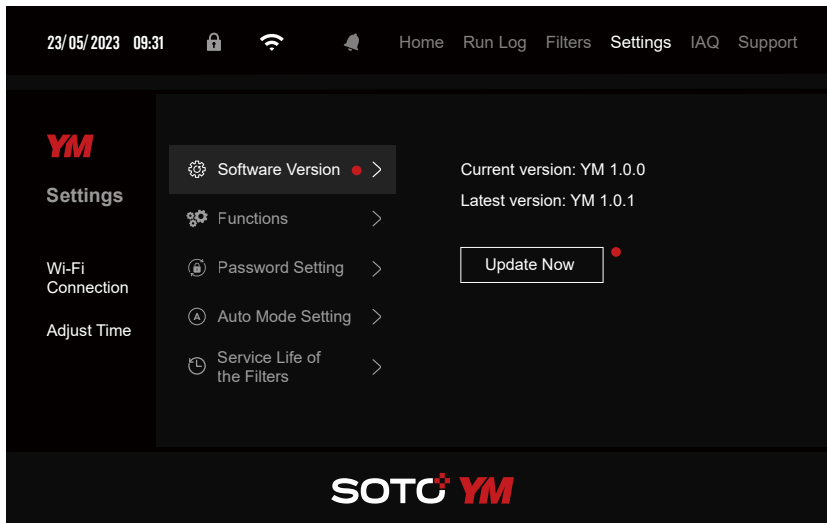 23/05/2023 09:31 Home Run Log Filters Settings IAQ Support
YM
Settings
Wi-Fi
Connection
Adjust Time
Software Version
Functions
Password Setting
A Auto Mode Setting
Service Life of
the Filters
Current version: YM 1.0.0
Latest version: YM 1.0.1
Update Now
SOTO YM